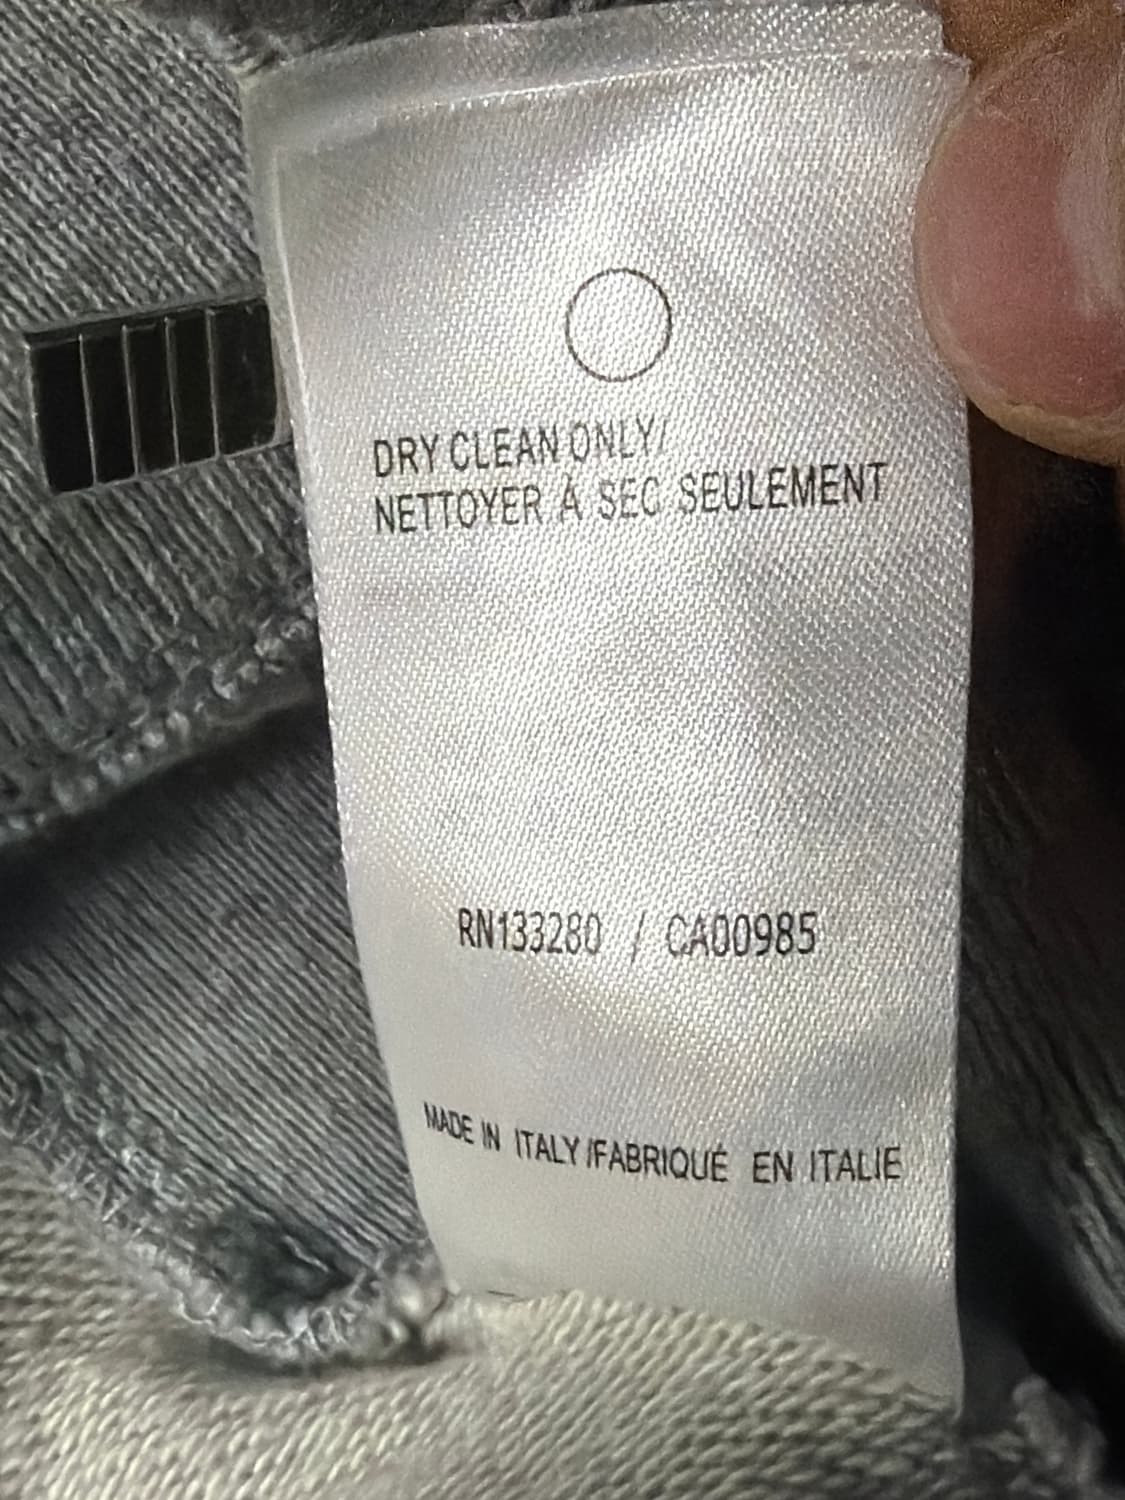 DRY CLEAN ONLY/
NETTOYER À SEC SEULEMENT
RN133280 / CA00985
MADE IN ITALY/FABRIQUÉ EN ITALIE